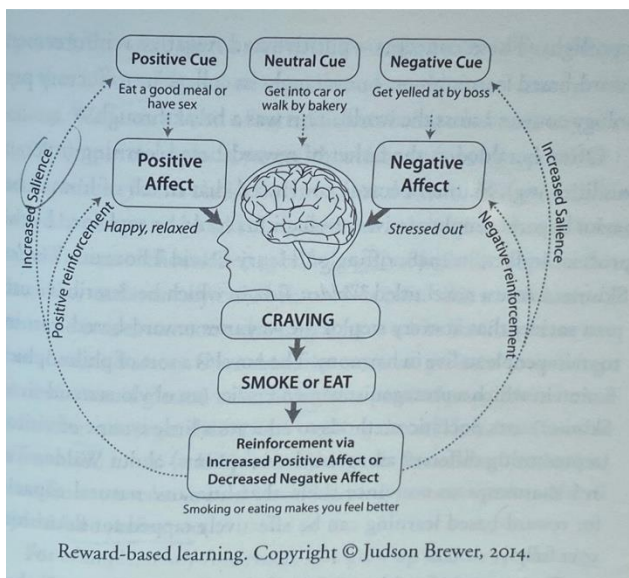 Positive Cue
Neutral Cue
Negative Cue
Eat a good meal or
have sex
Get into car or
walk by bakery
Get yelled at by boss
Positive
Affect
Negative
Affect
Happy, relaxed
Stressed out
Increased Salience
Positive reinforcement
Negative reinforcement
Increased Salience
CRAVING
SMOKE or EAT
Reinforcement via
Increased Positive Affect or
Decreased Negative Affect
Smoking or eating makes you feel better
Reward-based learning. Copyright © Judson Brewer, 2014.